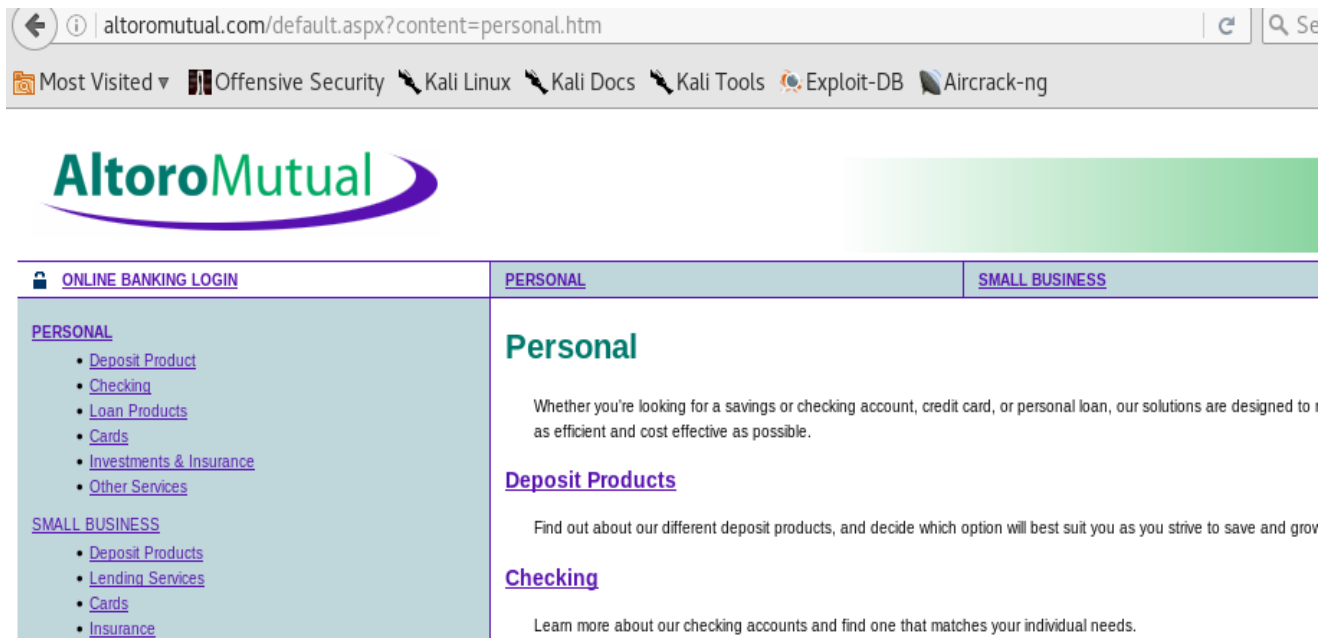 altoromutual.com/default.aspx?content=personal.htm
Most Visited Offensive Security Kali Linux Kali Docs Kali Tools Exploit-DB Aircrack-ng
AltoroMutual
ONLINE BANKING LOGIN PERSONAL SMALL BUSINESS
PERSONAL
• Deposit Product
• Checking
• Loan Products
• Cards
• Investments & Insurance
• Other Services
SMALL BUSINESS
• Deposit Products
• Lending Services
• Cards
• Insurance
Personal
Whether you're looking for a savings or checking account, credit card, or personal loan, our solutions are designed to
as efficient and cost effective as possible.
Deposit Products
Find out about our different deposit products, and decide which option will best suit you as you strive to save and
Checking
Learn more about our checking accounts and find one that matches your individual needs.